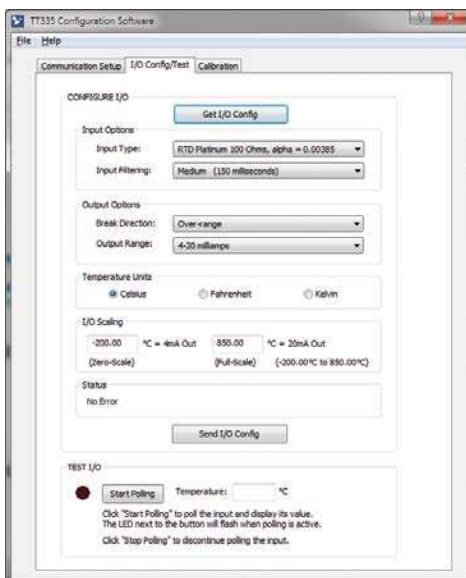 TT335 Configuration Software
File Help
Communication Setup I/O Config/Test Calibration
CONFIGURE I/O
Get I/O Config
Input Options
Input Type: RTD Platinum 100 Ohms, alpha = 0.00385
Input Filtering: Medium (150 milliseconds)
Output Options
Break Direction: Over-range
Output Range: 4-20 milliamps
Temperature Units
Celsius Fahrenheit Kelvin
I/O Scaling
-200.00 °C = 4mA Out 850.00 °C = 20mA Out
(Zero-Scale) (Full-Scale) (-200.00°C to 850.00°C)
Status
No Error
Send I/O Config
TEST I/O
Start Polling Temperature: °C
Click "Start Polling" to poll the input and display its value.
The LED next to the button will flash when polling is active.
Click "Stop Polling" to discontinue polling the input.